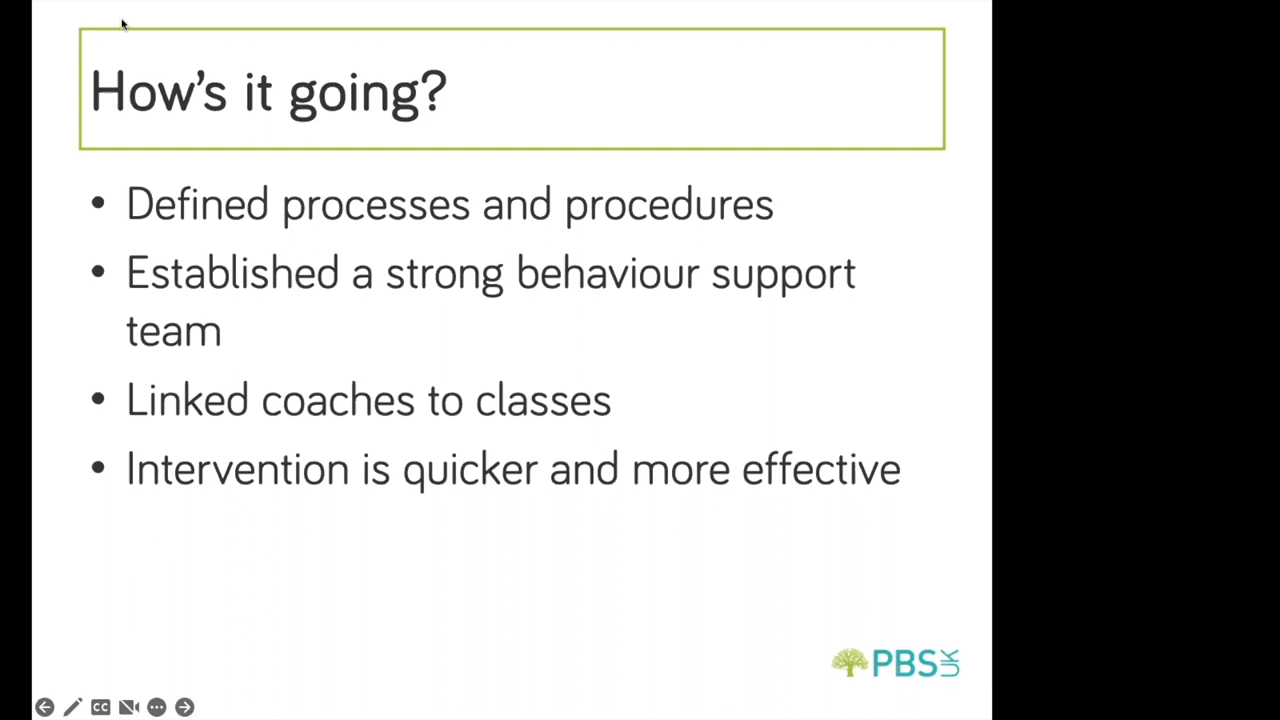 How's it going?
• Defined processes and procedures
• Established a strong behaviour support
team
• Linked coaches to classes
• Intervention is quicker and more effective
PBS UK
CC